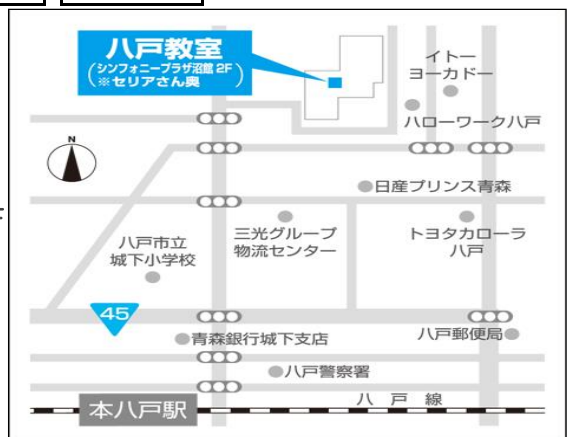 八戸教室
(シンフォニープラザ沼館 2F
※セリアさん奥)
イトー
ヨーカドー
ハローワーク八戸
N
日産プリンス青森
三光グループ
物流センター
トヨタカローラ
八戸
八戸市立
城下小学校
45
青森銀行城下支店
八戸郵便局
八戸警察署
八戸線
本八戸駅